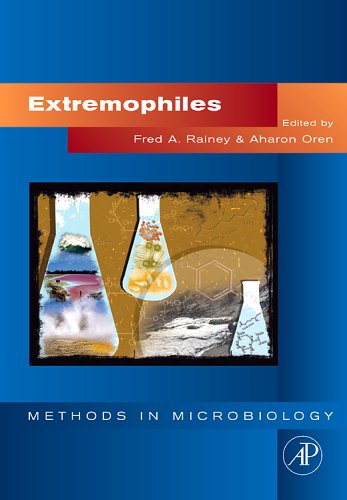 Extremophiles
Edited by
Fred A. Rainey & Aharon Oren
METHODS IN MICROBIOLOGY
AP